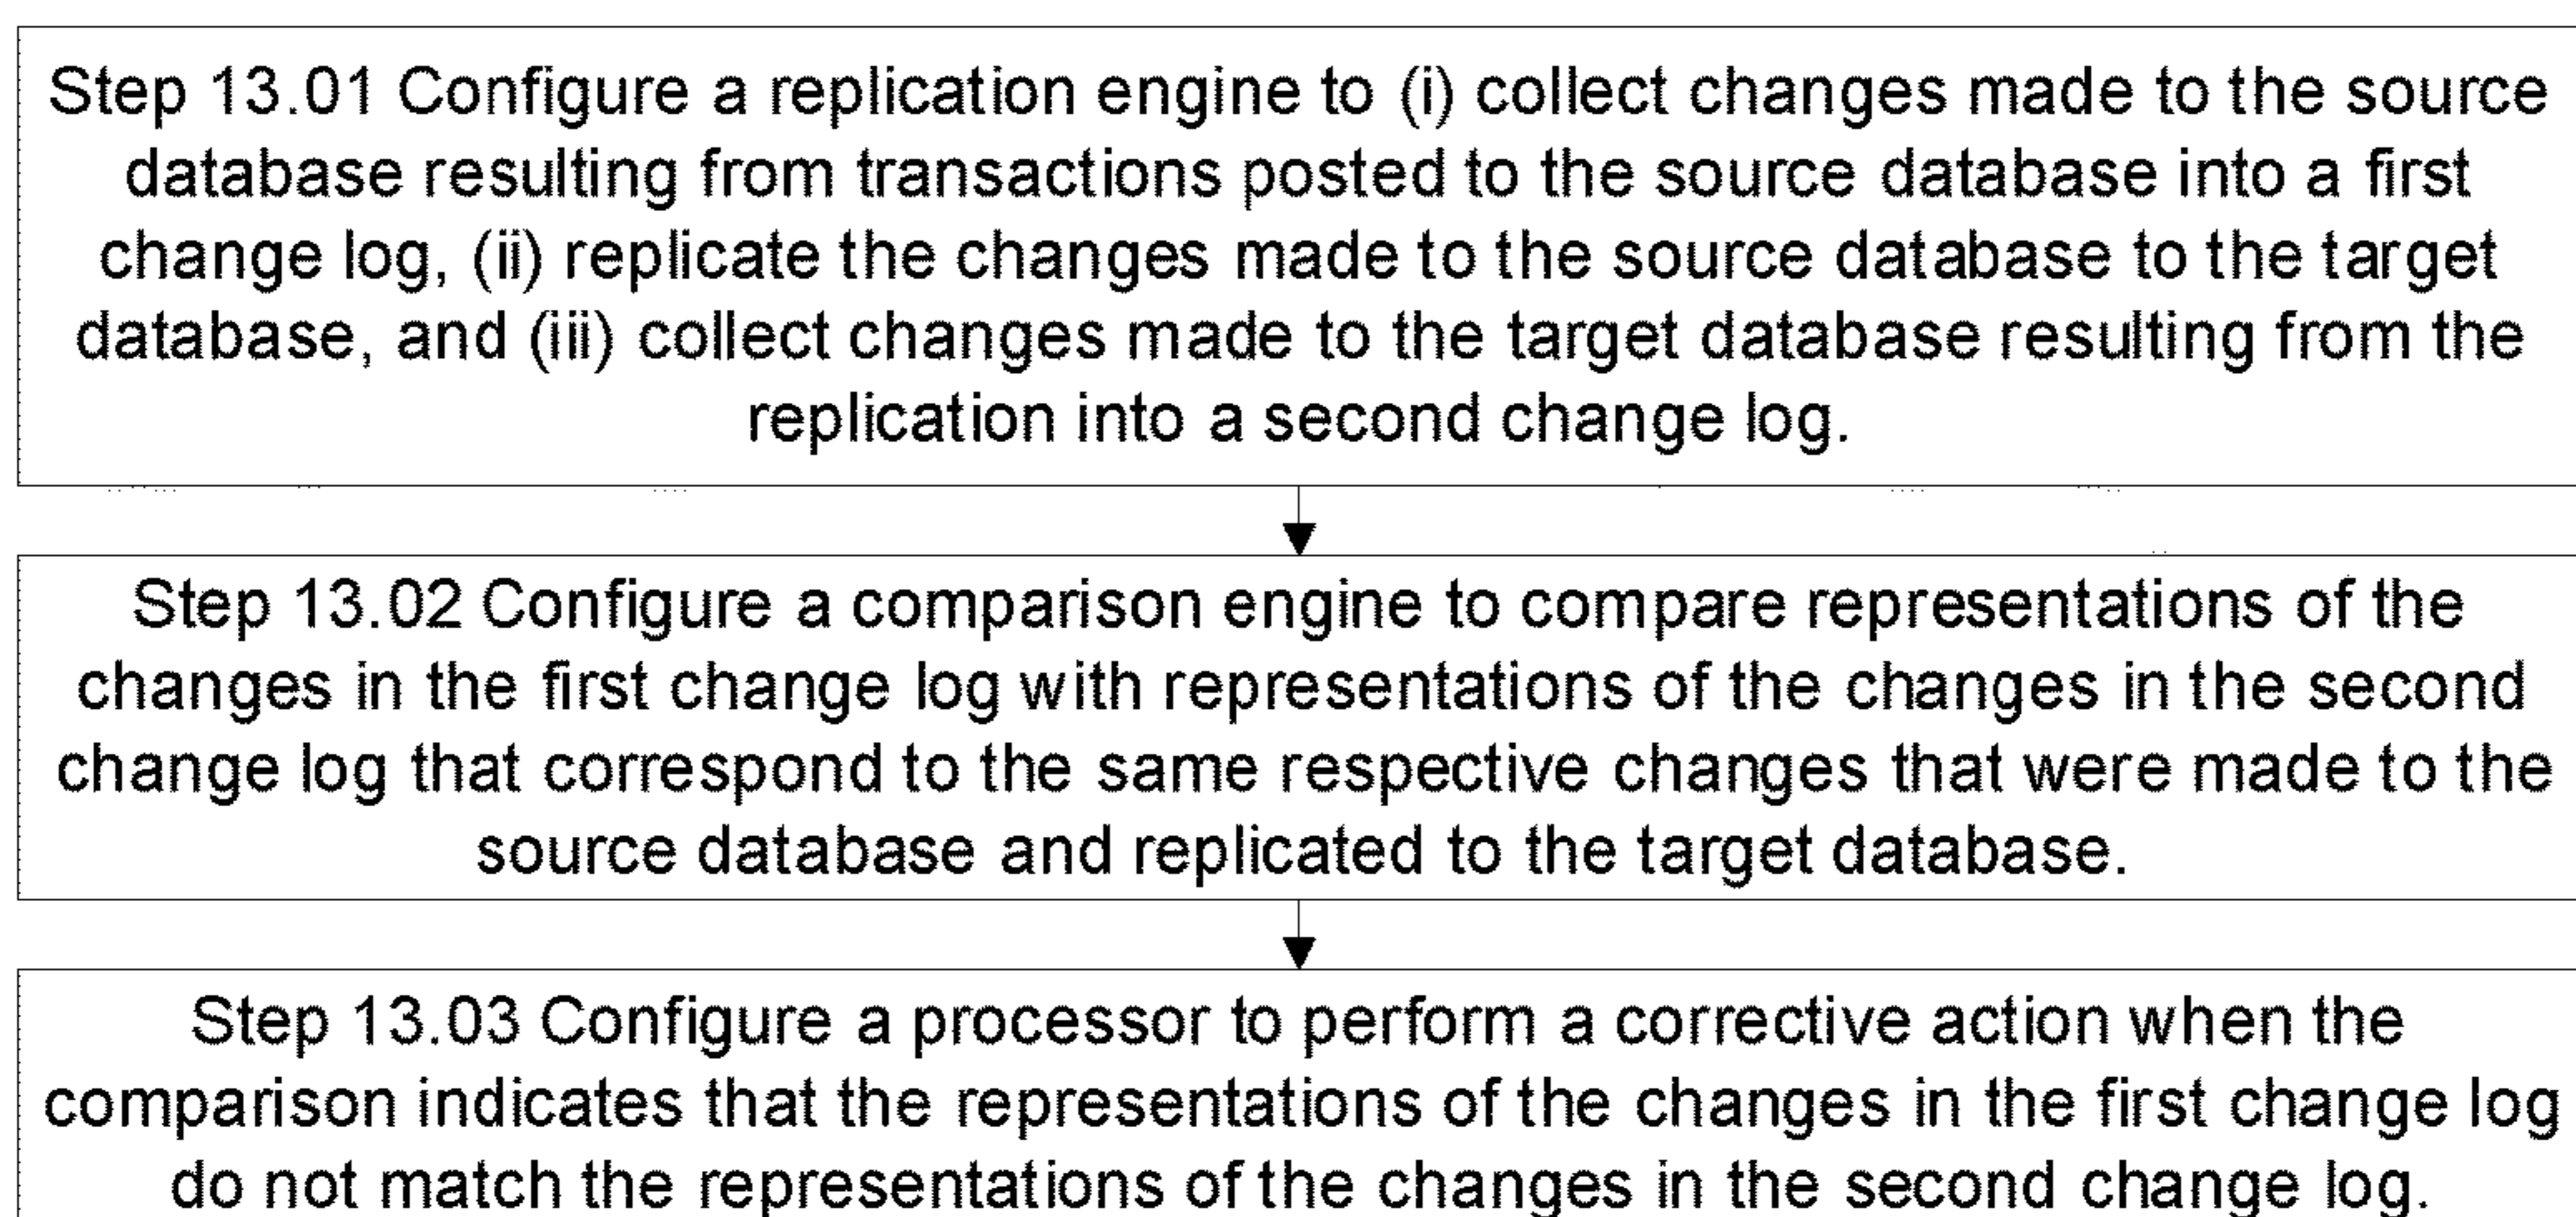 Step 13.01 Configure a replication engine to (i) collect changes made to the source
database resulting from transactions posted to the source database into a first
change log, (ii) replicate the changes made to the source database to the target
database, and (iii) collect changes made to the target database resulting from the
replication into a second change log.
Step 13.02 Configure a comparison engine to compare representations of the
changes in the first change log with representations of the changes in the second
change log that correspond to the same respective changes that were made to the
source database and replicated to the target database.
Step 13.03 Configure a processor to perform a corrective action when the
comparison indicates that the representations of the changes in the first change log
do not match the representations of the changes in the second change log.